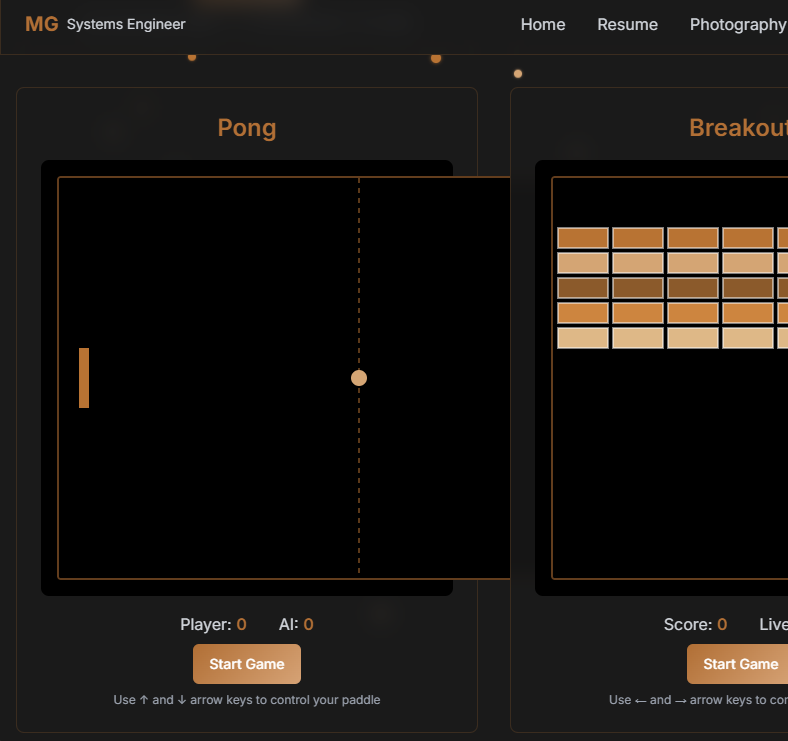 MG Systems Engineer Home Resume Photography
Pong
Breakout
Player: 0 AI: 0
Score: 0 Live
Start Game
Start Game
Use ↑ and ↓ arrow keys to control your paddle
Use ← and → arrow keys to con